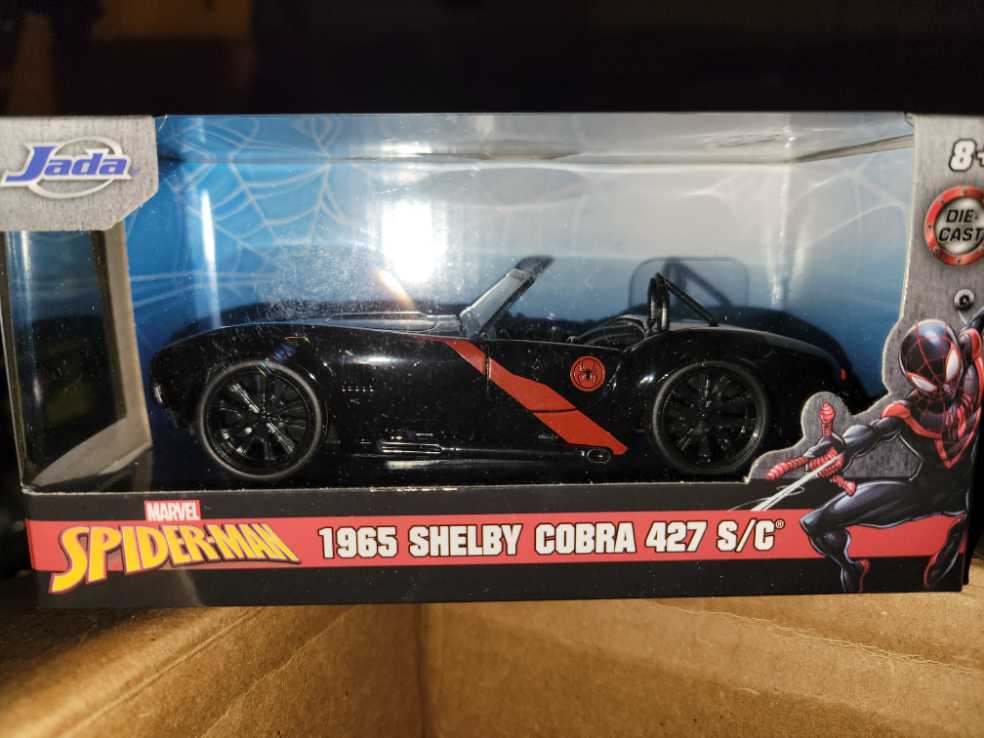 Jada
8+
DIE-
CAST
MARVEL
SPIDER-MAN
1965 SHELBY COBRA 427 S/C®